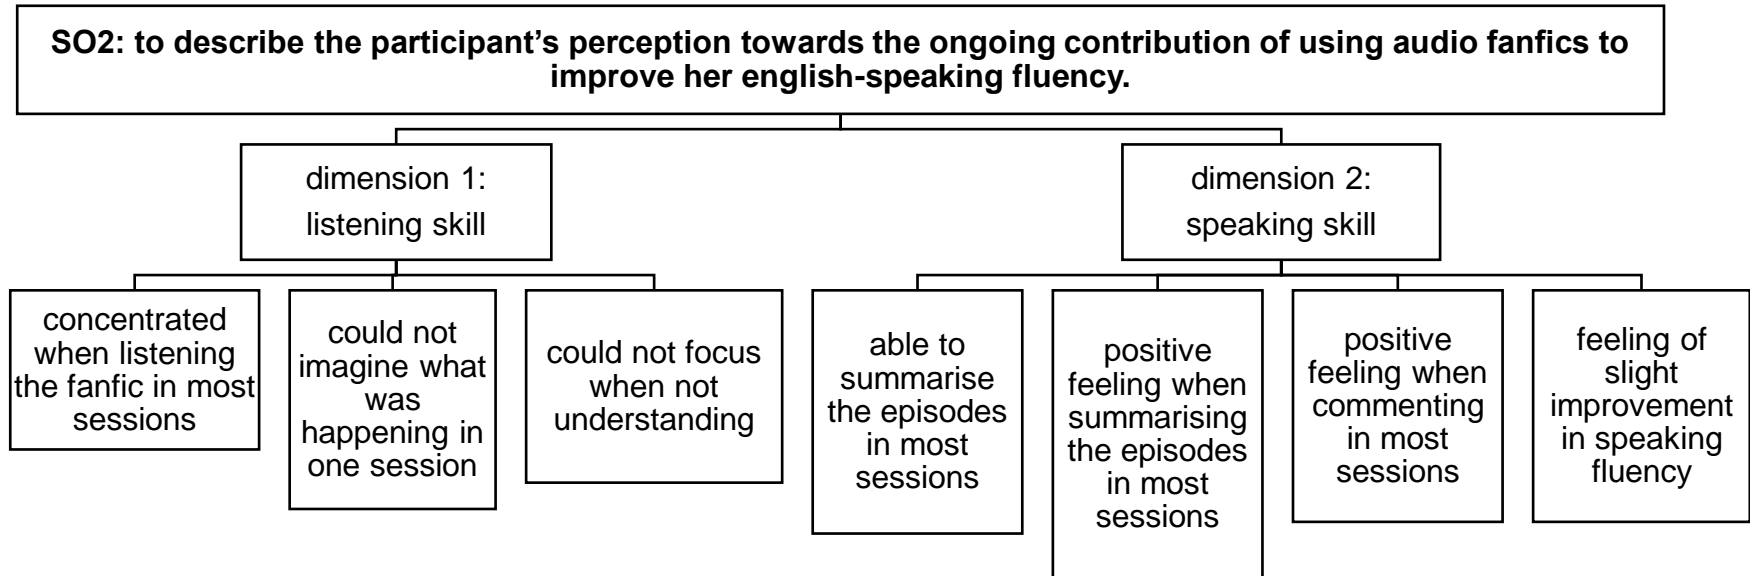 SO2: to describe the participant’s perception towards the ongoing contribution of using audio fanfics to
improve her english-speaking fluency.
dimension 1:
listening skill
dimension 2:
speaking skill
concentrated
when listening
the fanfic in most
sessions
could not
imagine what
was
happening in
one session
could not focus
when not
understanding
able to
summarise
the episodes
in most
sessions
positive
feeling when
summarising
the episodes
in most
sessions
positive
feeling when
commenting
in most
sessions
feeling of
slight
improvement
in speaking
fluency